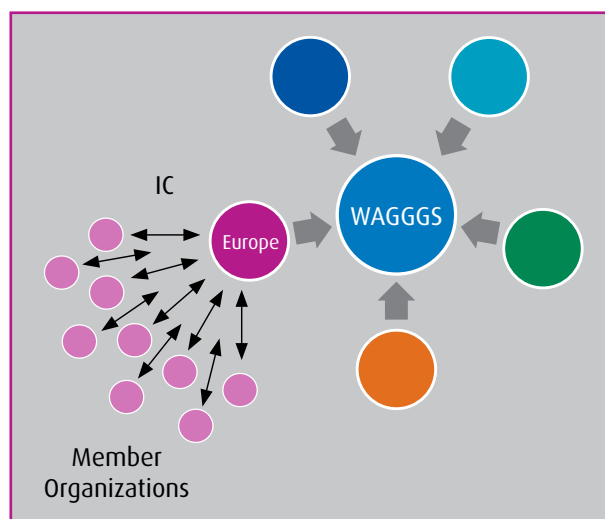 IC
WAGGGS
Europe
Member
Organizations